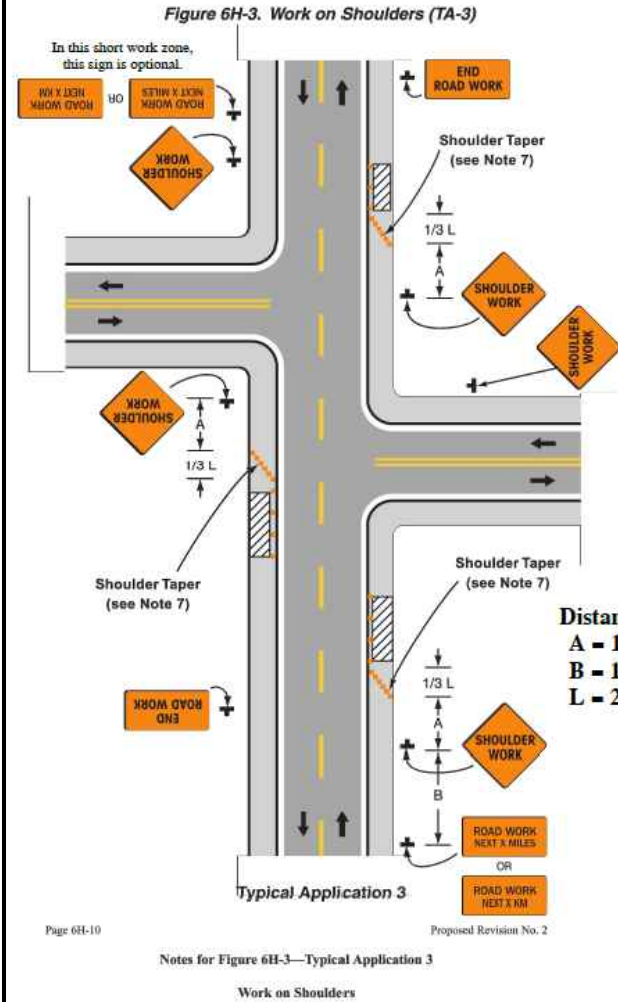 Figure 6H-3. Work on Shoulders (TA-3)
In this short work zone,
this sign is optional.
ROAD WORK
NEXT X KM
OR
ROAD WORK
NEXT X MILES
END
ROAD WORK
SHOULDER
WORK
Shoulder Taper
(see Note 7)
1/3 L
A
SHOULDER
WORK
SHOULDER
WORK
SHOULDER
WORK
A
1/3 L
Shoulder Taper
(see Note 7)
Shoulder Taper
(see Note 7)
Distan
A = 1
B = 1
L = 2
1/3 L
A
END
ROAD WORK
SHOULDER
WORK
B
ROAD WORK
NEXT X MILES
OR
ROAD WORK
NEXT X KM
Typical Application 3
Page 6H-10
Proposed Revision No. 2
Notes for Figure 6H-3—Typical Application 3
Work on Shoulders